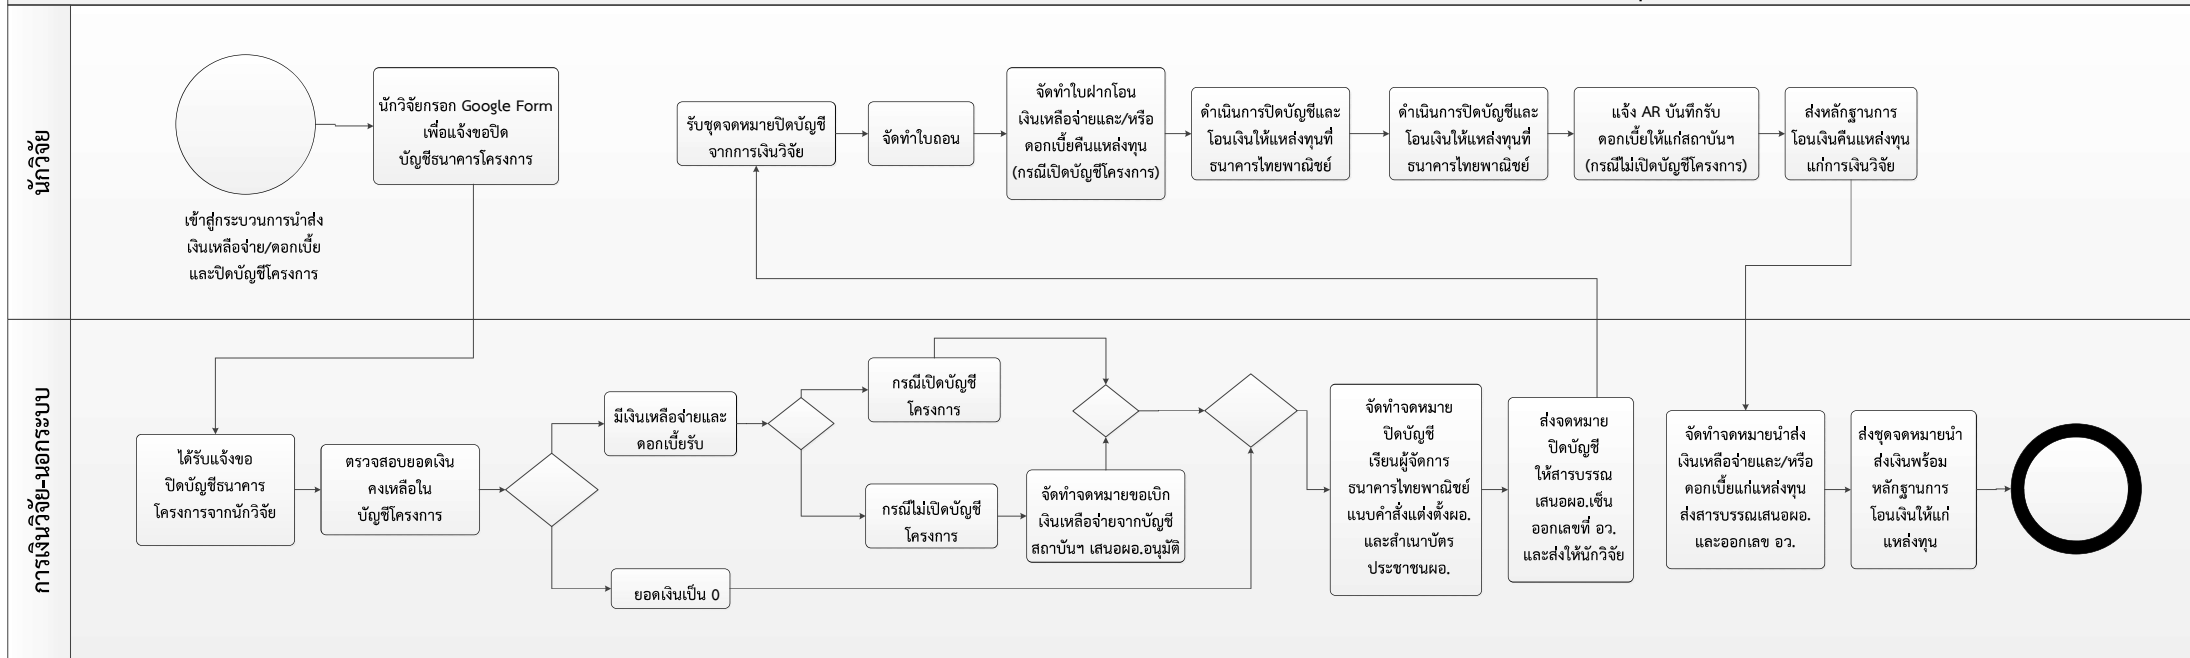 นักวิจัย
เข้าสู่กระบวนการนำส่ง
เงินเหลือจ่าย/ดอกเบี้ย
และปิดบัญชีโครงการ
นักวิจัยกรอก Google Form
เพื่อแจ้งขอปิด
บัญชีธนาคารโครงการ
รับชุดจดหมายปิดบัญชี
จากการเงินวิจัย
จัดทำใบถอน
จัดทำใบฝากโอน
เงินเหลือจ่ายและ/หรือ
ดอกเบี้ยคืนแหล่งทุน
(กรณีเปิดบัญชีโครงการ)
ดำเนินการปิดบัญชีและ
โอนเงินให้แหล่งทุนที่
ธนาคารไทยพาณิชย์
ดำเนินการปิดบัญชีและ
โอนเงินให้แหล่งทุนที่
ธนาคารไทยพาณิชย์
แจ้ง AR บันทึกรับ
ดอกเบี้ยให้แก่สถาบันฯ
(กรณีไม่เปิดบัญชีโครงการ)
ส่งหลักฐานการ
โอนเงินคืนแหล่งทุน
แก่การเงินวิจัย
การเงินวิจัย-นอกระบบ
ได้รับแจ้งขอ
ปิดบัญชีธนาคาร
โครงการจากนักวิจัย
ตรวจสอบยอดเงิน
คงเหลือใน
บัญชีโครงการ
มีเงินเหลือจ่ายและ
ดอกเบี้ยรับ
ยอดเงินเป็น 0
กรณีเปิดบัญชี
โครงการ
กรณีไม่เปิดบัญชี
โครงการ
จัดทำจดหมายขอเบิก
เงินเหลือจ่ายจากบัญชี
สถาบันฯ เสนอผอ.อนุมัติ
จัดทำจดหมาย
ปิดบัญชี
เรียนผู้จัดการ
ธนาคารไทยพาณิชย์
แนบคำสั่งแต่งตั้งผอ.
และสำเนาบัตร
ประชาชนผอ.
ส่งจดหมาย
ปิดบัญชี
ให้สารบรรณ
เสนอผอ.เซ็น
ออกเลขที่ อว.
และส่งให้นักวิจัย
จัดทำจดหมายนำส่ง
เงินเหลือจ่ายและ/หรือ
ดอกเบี้ยแก่แหล่งทุน
ส่งสารบรรณเสนอผอ.
และออกเลข อว.
ส่งชุดจดหมายนำ
ส่งเงินพร้อม
หลักฐานการ
โอนเงินให้แก่
แหล่งทุน